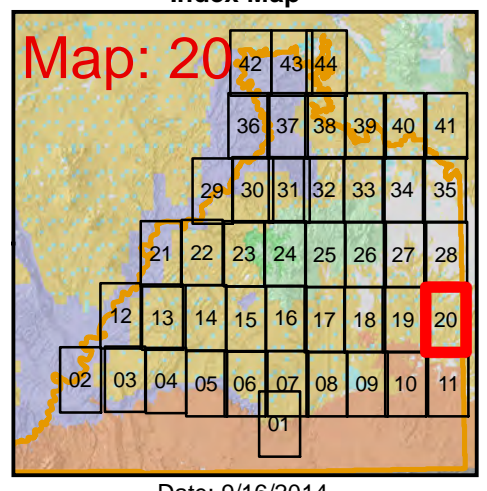 Index Map
Map: 20
42 43 44
36 37 38 39 40 41
29 30 31 32 33 34 35
21 22 23 24 25 26 27 28
12 13 14 15 16 17 18 19 20
02 03 04 05 06 07 08 09 10 11
01
Date: 9/16/2014